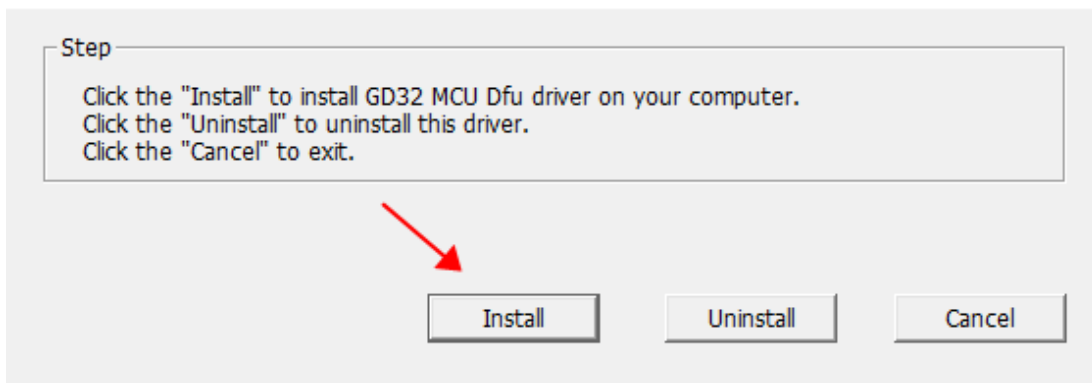 Step
Click the "Install" to install GD32 MCU Dfu driver on your computer.
Click the "Uninstall" to uninstall this driver.
Click the "Cancel" to exit.
Install Uninstall Cancel